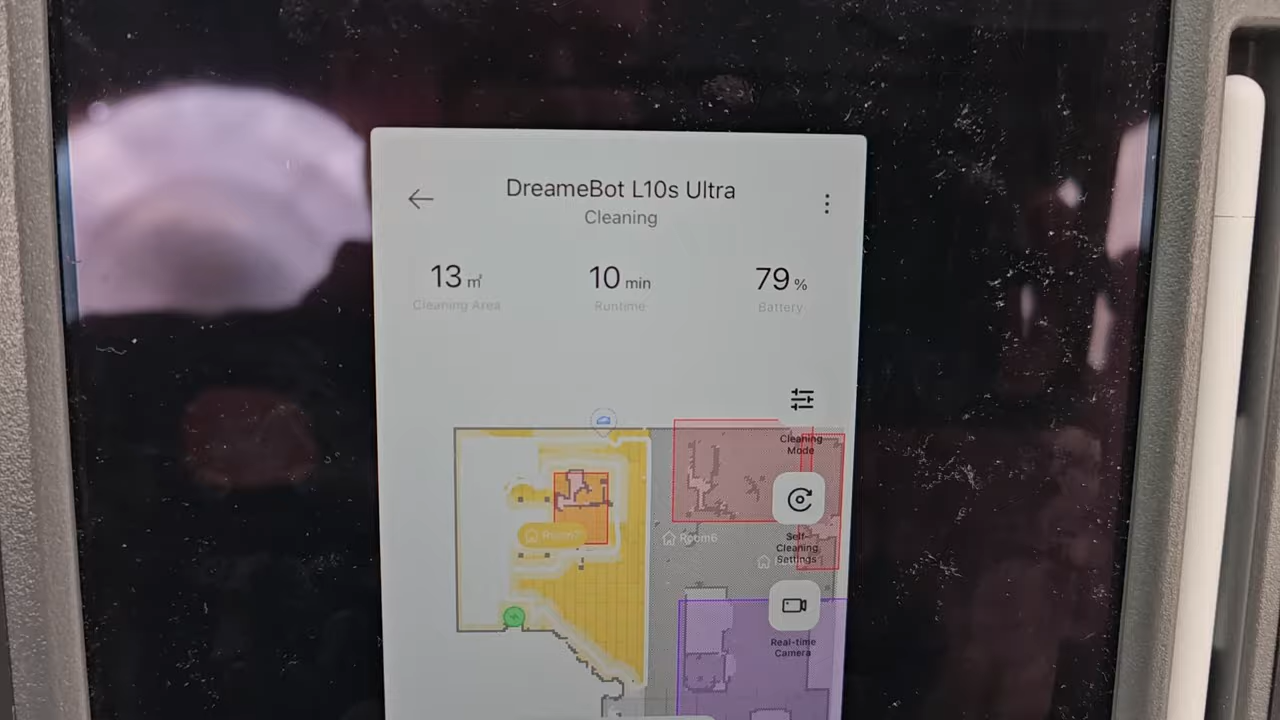 DreameBot L10s Ultra
Cleaning
13 ㎡
10 min
79 %
Cleaning Area
Runtime
Battery
Cleaning
Mode
Self-
Cleaning
Settings
Room6
Real-time
Camera